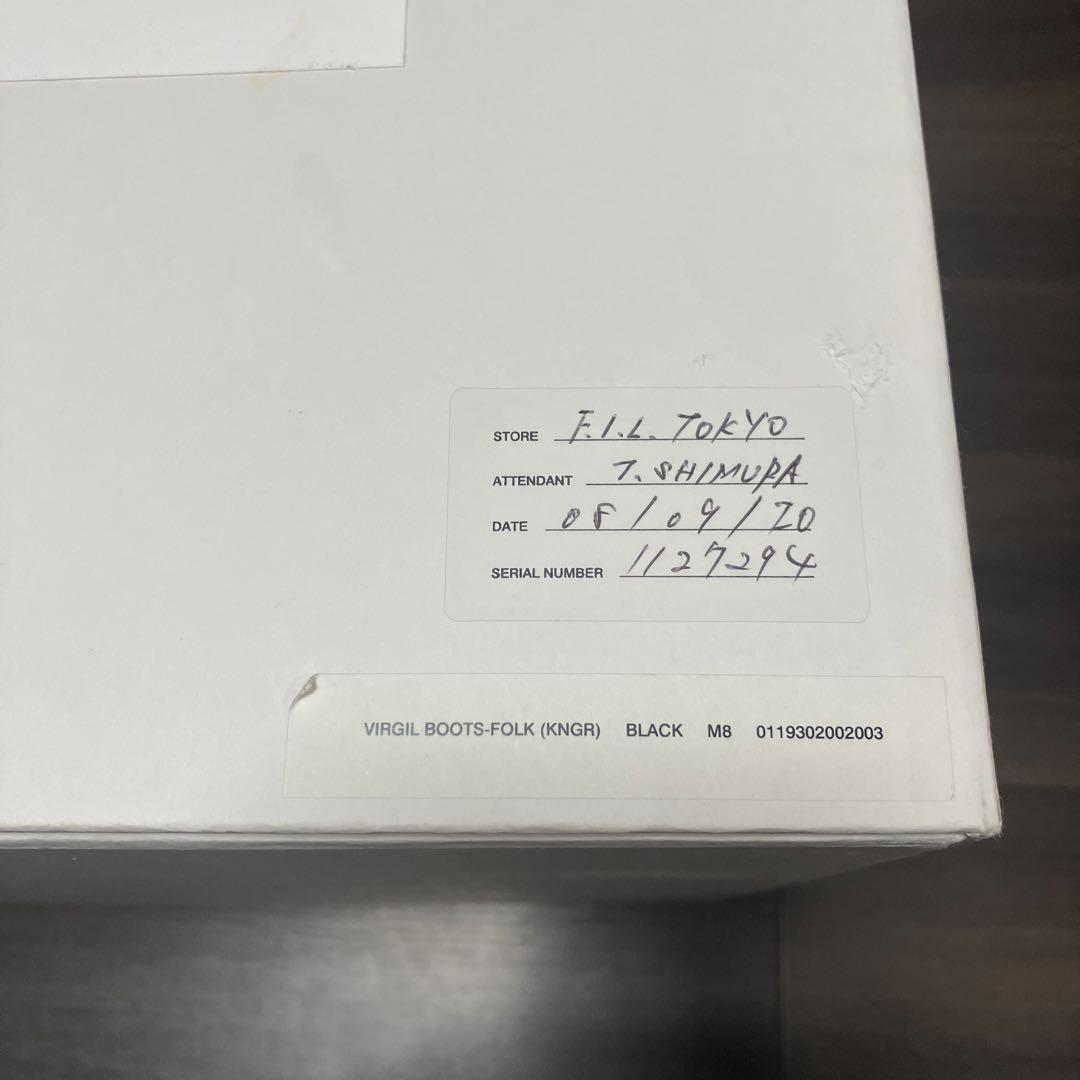 STORE F.I.L. TOKYO
ATTENDANT T. SHIMURA
DATE 08/09/20
SERIAL NUMBER 1127294
VIRGIL BOOTS-FOLK (KNGR) BLACK M8 0119302002003